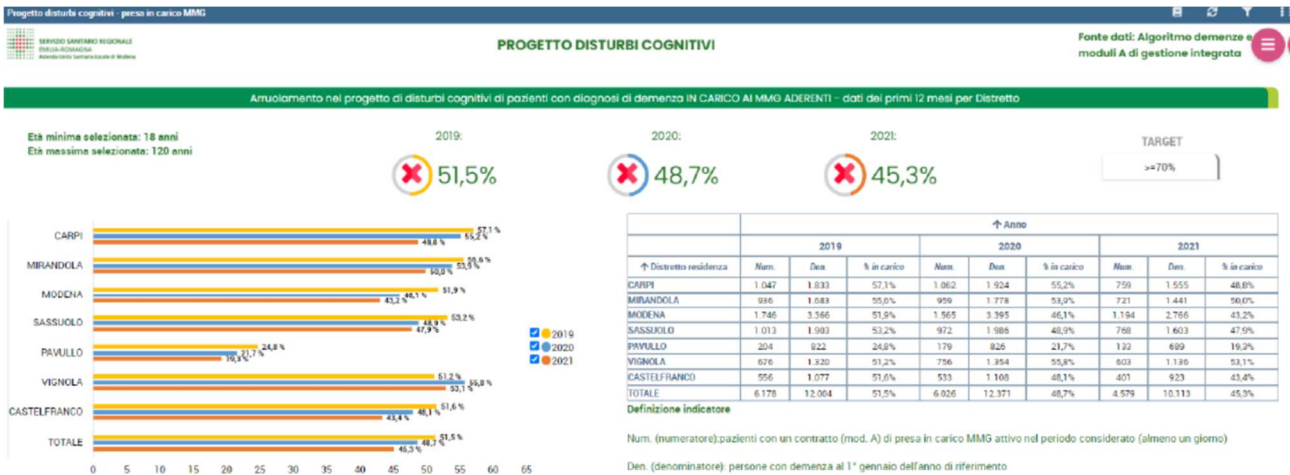 Progetto disturbi cognitivi - presa in carico MMG
SERVIZIO SANITARIO REGIONALE
EMILIA-ROMAGNA
Azienda Unità Sanitaria Locale di Modena
PROGETTO DISTURBI COGNITIVI
Fonte dati: Algoritmo demenze e
moduli A di gestione integrata
Arruolamento nel progetto di disturbi cognitivi di pazienti con diagnosi di demenza IN CARICO AI MMG ADERENTI - dati dei primi 12 mesi per Distretto
Età minima selezionata: 18 anni
Età massima selezionata: 120 anni
2019:
51,5%
2020:
48,7%
2021:
45,3%
TARGET
>=70%
CARPI
57,1 %
55,2 %
48,8 %
MIRANDOLA
55,6 %
53,9 %
50,0 %
MODENA
51,9 %
46,1 %
43,2 %
SASSUOLO
53,2 %
48,9 %
47,9 %
PAVULLO
24,8 %
21,7 %
19,3 %
VIGNOLA
51,2 %
55,8 %
53,1 %
CASTELFRANCO
51,6 %
48,1 %
43,4 %
TOTALE
51,5 %
48,7 %
45,3 %
0 5 10 15 20 25 30 35 40 45 50 55 60 65
2019
2020
2021
↑ Anno
2019 2020 2021
↑ Distretto residenza Num. Den. % in carico Num. Den. % in carico Num. Den. % in carico
CARPI 1.047 1.833 57,1% 1.062 1.924 55,2% 759 1.555 48,8%
MIRANDOLA 936 1.683 55,6% 959 1.778 53,9% 721 1.441 50,0%
MODENA 1.746 3.366 51,9% 1.565 3.395 46,1% 1.194 2.766 43,2%
SASSUOLO 1.013 1.903 53,2% 972 1.986 48,9% 768 1.603 47,9%
PAVULLO 204 822 24,8% 179 826 21,7% 133 689 19,3%
VIGNOLA 676 1.320 51,2% 756 1.354 55,8% 603 1.136 53,1%
CASTELFRANCO 556 1.077 51,6% 533 1.108 48,1% 401 923 43,4%
TOTALE 6.178 12.004 51,5% 6.026 12.371 48,7% 4.579 10.113 45,3%
Definizione indicatore
Num. (numeratore):pazienti con un contratto (mod. A) di presa in carico MMG attivo nel periodo considerato (almeno un giorno)
Den. (denominatore): persone con demenza al 1° gennaio dell'anno di riferimento